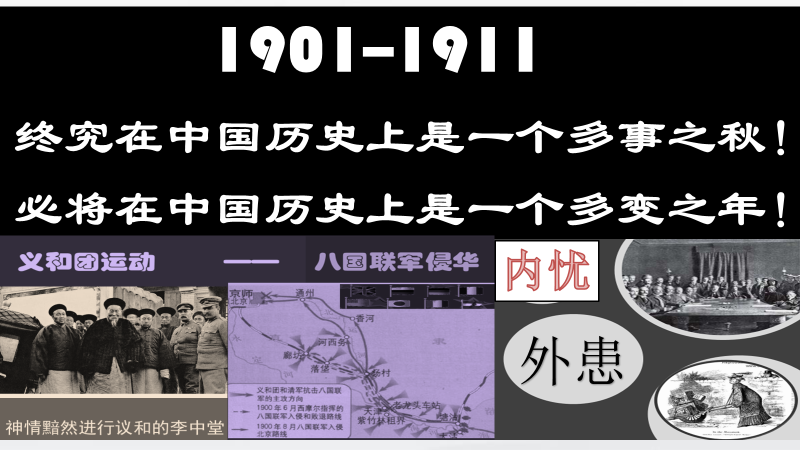 1901–1911
终究在中国历史上是一个多事之秋！
必将在中国历史上是一个多变之年！
义和团运动 —— 八国联军侵华
内忧
外患
京师
北京
通州
香河
河西务
廊坊
落垡
杨村
老龙头车站
天津
紫竹林租界
塘沽
义和团和清军抗击八国联军的主攻方向
1900年6月西摩尔指挥的
八国联军入侵和败退路线
1900年8月八国联军入侵
北京路线
神情黯然进行议和的李中堂